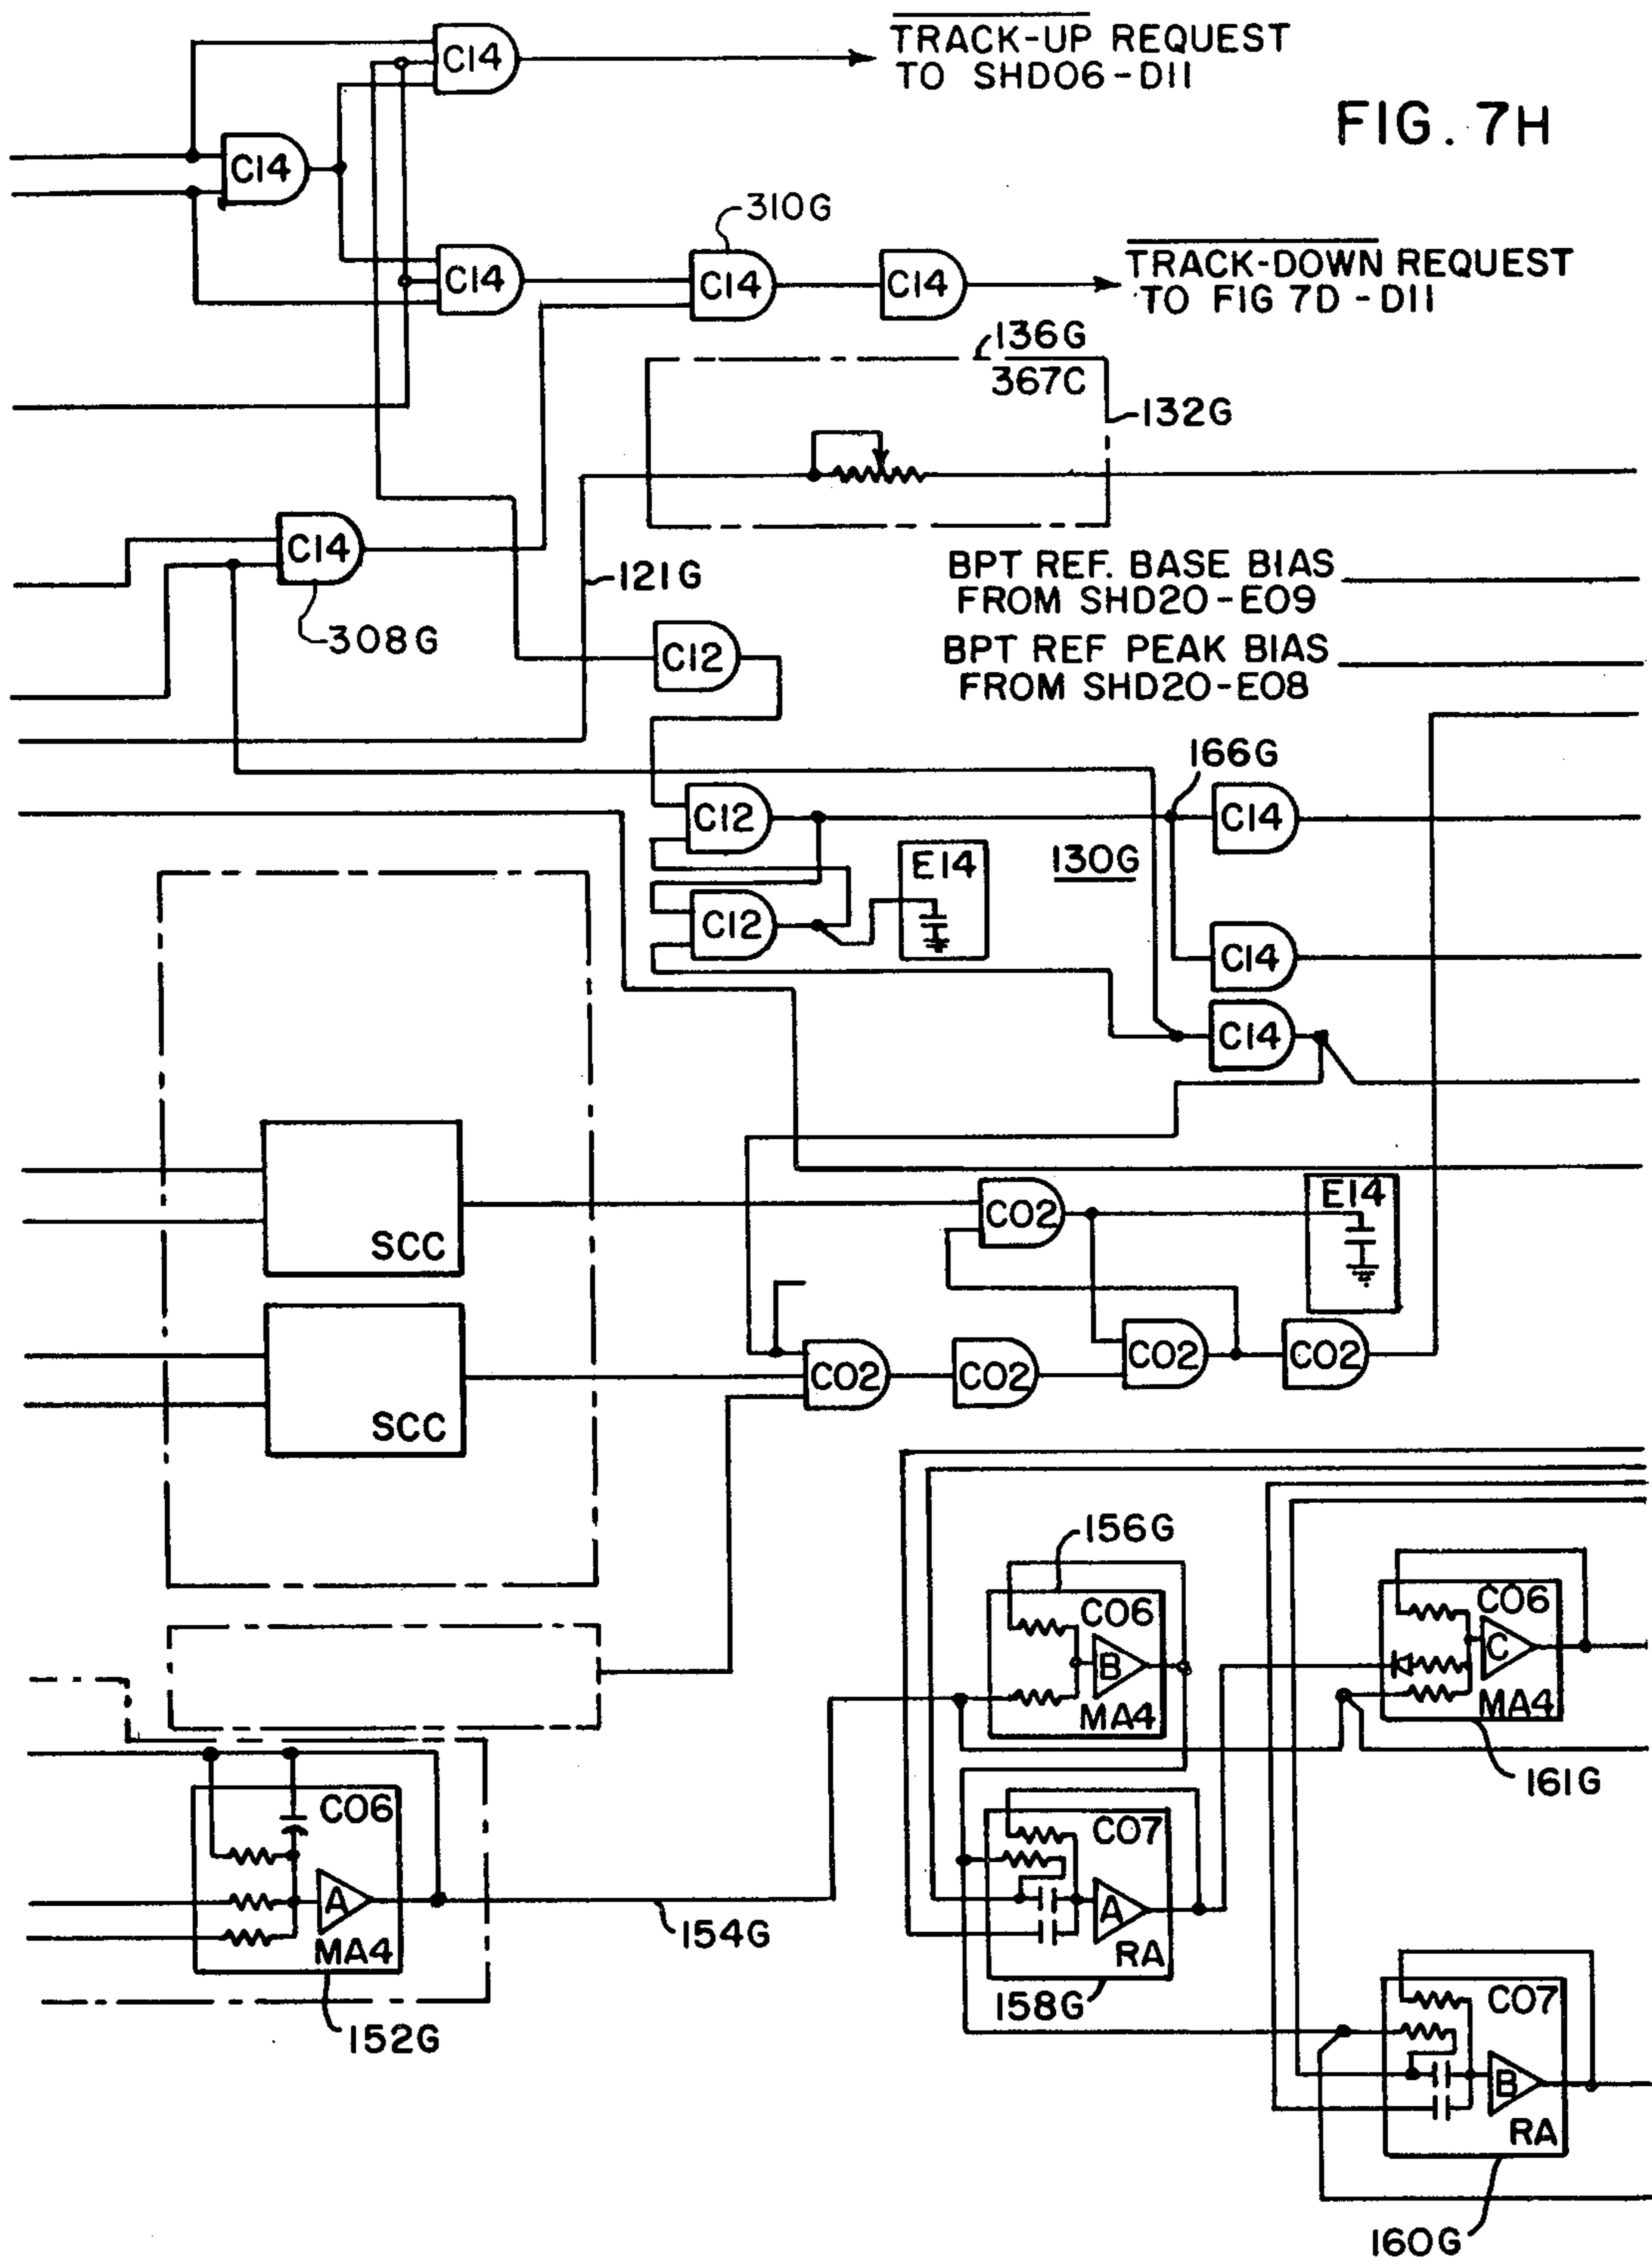 C14
TRACK-UP REQUEST
TO SHD06-D11
FIG. 7H
C14
310G
C14
C14
C14
TRACK-DOWN REQUEST
TO FIG 7D-D11
136G
367C
132G
C14
308G
121G
BPT REF. BASE BIAS
FROM SHD20-E09
C12
BPT REF PEAK BIAS
FROM SHD20-E08
166G
C12
C14
E14
130G
C12
C14
C14
SCC
C02
E14
SCC
C02
C02
C02
C02
156G
C06
B
MA4
C06
C
MA4
161G
C06
A
MA4
152G
154G
C07
A
RA
158G
C07
B
RA
160G